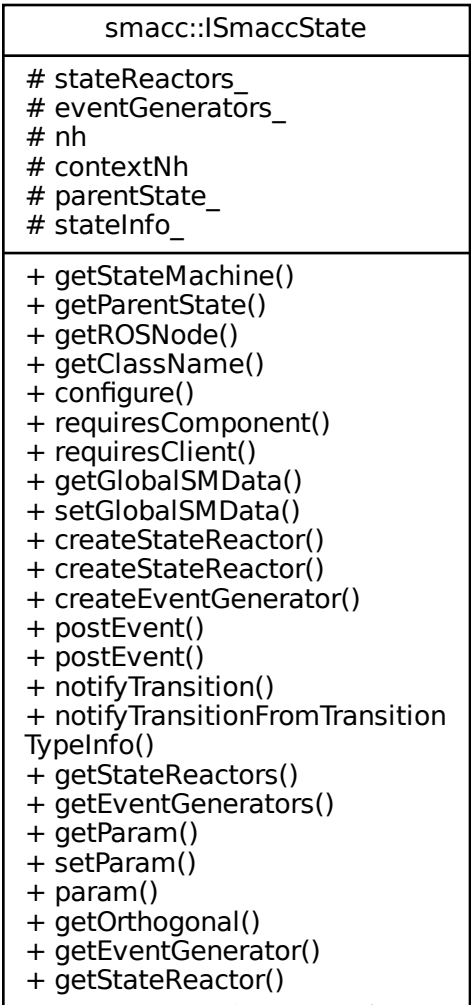 smacc::ISmaccState
# stateReactors_
# eventGenerators_
# nh
# contextNh
# parentState_
# stateInfo_
+ getStateMachine()
+ getParentState()
+ getROSNode()
+ getClassName()
+ configure()
+ requiresComponent()
+ requiresClient()
+ getGlobalSMData()
+ setGlobalSMData()
+ createStateReactor()
+ createStateReactor()
+ createEventGenerator()
+ postEvent()
+ postEvent()
+ notifyTransition()
+ notifyTransitionFromTransition
TypeInfo()
+ getStateReactors()
+ getEventGenerators()
+ getParam()
+ setParam()
+ param()
+ getOrthogonal()
+ getEventGenerator()
+ getStateReactor()